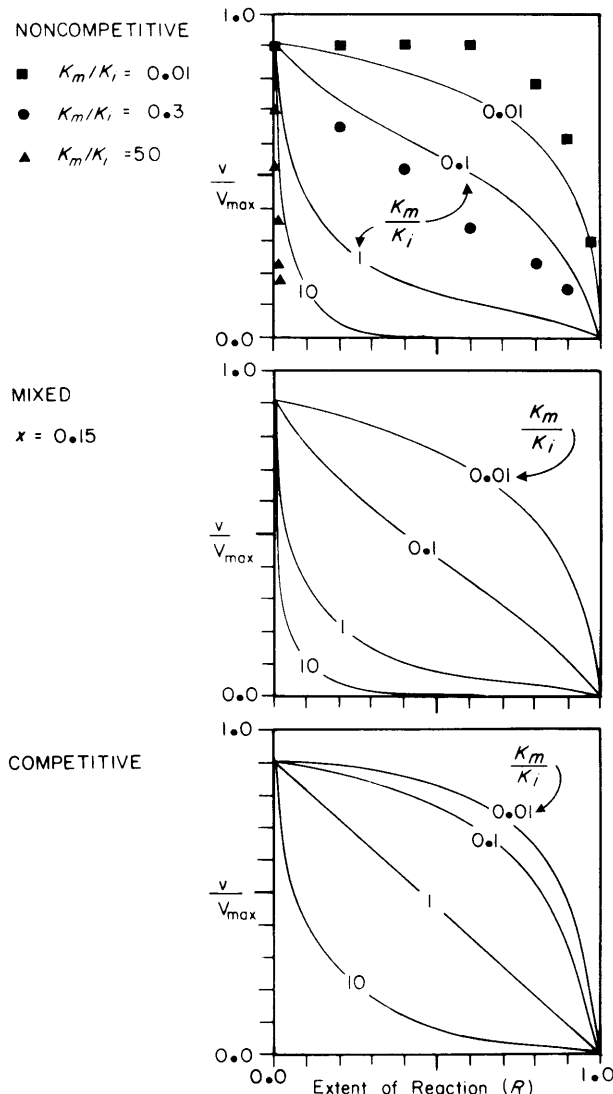 NONCOMPETITIVE
■ Km/Ki = 0.01
● Km/Ki = 0.3
▲ Km/Ki = 50
1.0
v/Vmax
0.0
0.01
0.1
Km/Ki
1
10
MIXED
x = 0.15
1.0
v/Vmax
0.0
Km/Ki
0.01
0.1
1
10
COMPETITIVE
1.0
v/Vmax
0.0
Km/Ki
0.01
0.1
1
10
0.0
Extent of Reaction (R)
1.0